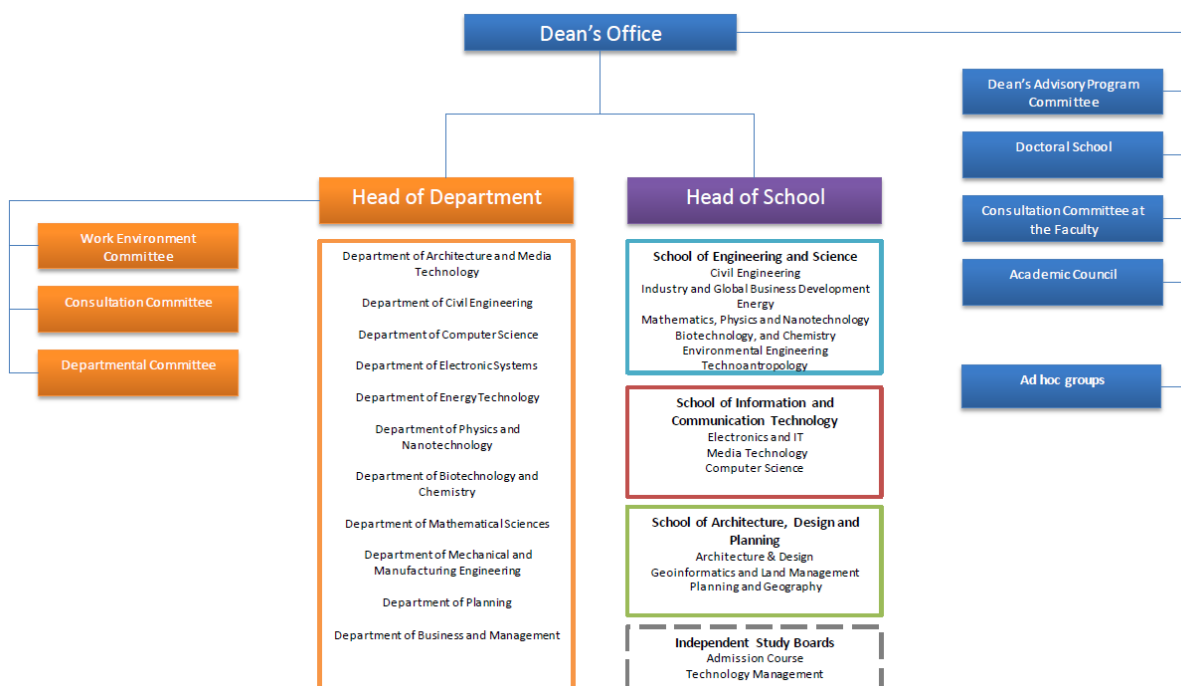 Dean's Office
Dean's Advisory Program
Committee
Doctoral School
Consultation Committee at
the Faculty
Academic Council
Ad hoc groups
Head of Department
Head of School
Work Environment
Committee
Consultation Committee
Departmental Committee
Department of Architecture and Media
Technology
Department of Civil Engineering
Department of Computer Science
Department of Electronic Systems
Department of Energy Technology
Department of Physics and
Nanotechnology
Department of Biotechnology and
Chemistry
Department of Mathematical Sciences
Department of Mechanical and
Manufacturing Engineering
Department of Planning
Department of Business and Management
School of Engineering and Science
Civil Engineering
Industry and Global Business Development
Energy
Mathematics, Physics and Nanotechnology
Biotechnology, and Chemistry
Environmental Engineering
Technoantropology
School of Information and
Communication Technology
Electronics and IT
Media Technology
Computer Science
School of Architecture, Design and
Planning
Architecture & Design
Geoinformatics and Land Management
Planning and Geography
Independent Study Boards
Admission Course
Technology Management